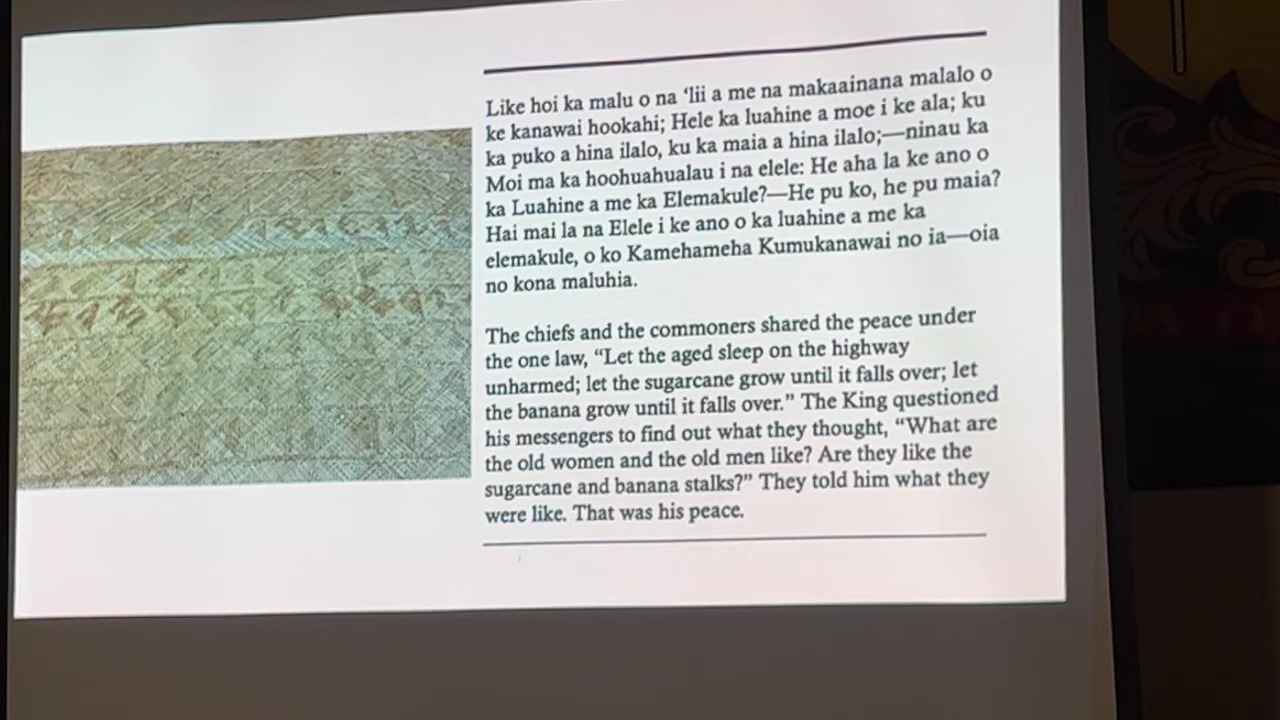 Like hoi ka malu o na ‘lii a me na makaainana malalo o
ke kanawai hookahi; Hele ka luahine a moe i ke ala; ku
ka puko a hina ilalo, ku ka maia a hina ilalo;—ninau ka
Moi ma ka hoohuahualau i na elele: He aha la ke ano o
ka Luahine a me ka Elemakule?—He pu ko, he pu maia?
Hai mai la na Elele i ke ano o ka luahine a me ka
elemakule, o ko Kamehameha Kumukanawai no ia—oia
no kona maluhia.
The chiefs and the commoners shared the peace under
the one law, “Let the aged sleep on the highway
unharmed; let the sugarcane grow until it falls over; let
the banana grow until it falls over.” The King questioned
his messengers to find out what they thought, “What are
the old women and the old men like? Are they like the
sugarcane and banana stalks?” They told him what they
were like. That was his peace.